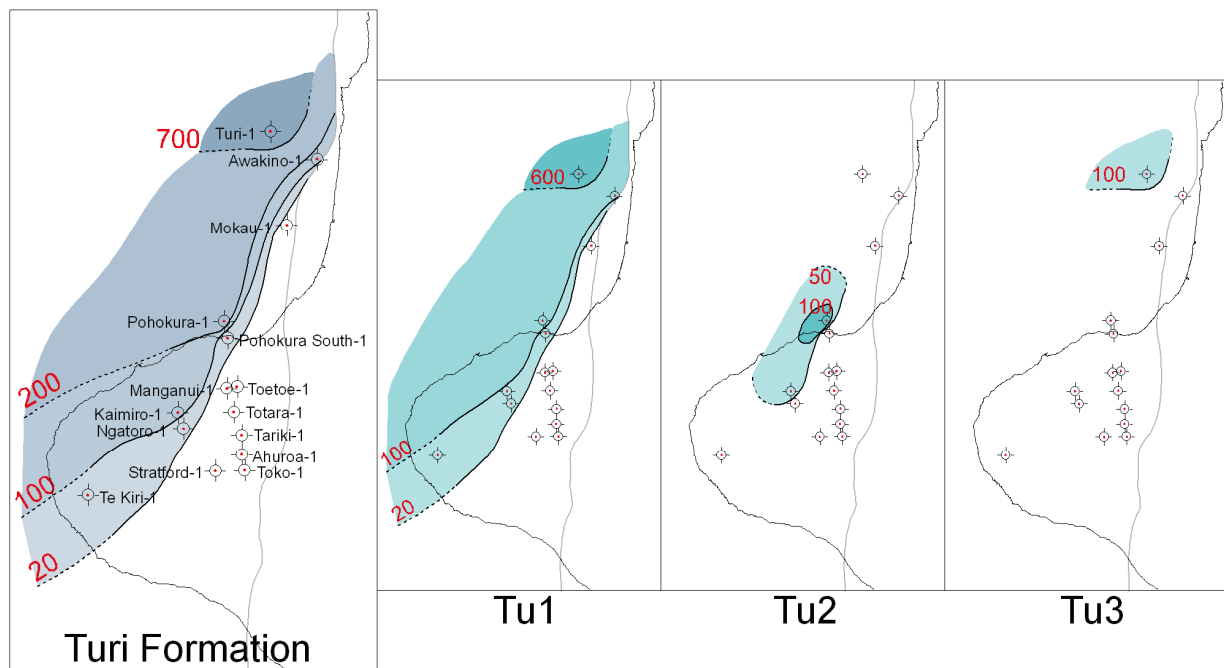 700
Turi-1
Awakino-1
Mokau-1
Pohokura-1
Pohokura South-1
200
Manganui-1
Toetoe-1
Kaimiro-1
Totara-1
Ngatoro-1
Tariki-1
Ahuroa-1
Stratford-1
Toko-1
100
Te Kiri-1
20
Turi Formation
600
100
20
Tu1
50
100
Tu2
100
Tu3